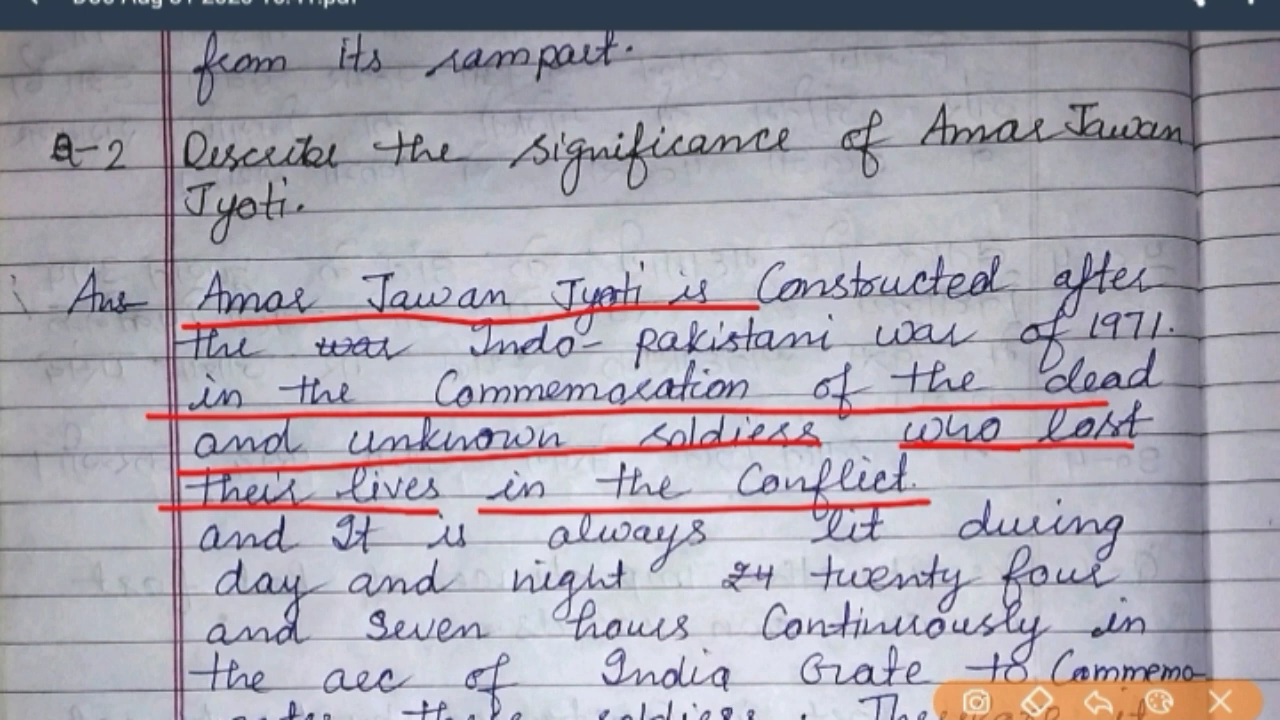 from its rampart.
Q-2 Describe the significance of Amar Jawan
Jyoti.
Ans Amar Jawan Jyoti is Constructed after
the war Indo- pakistani war of 1971.
in the Commemoration of the dead
and unknown soldiers who lost
their lives in the Conflict.
and It is always lit during
day and night 24 twenty four
and seven hours Continuously in
the arc of India Grate to Commemo-
soldiers.